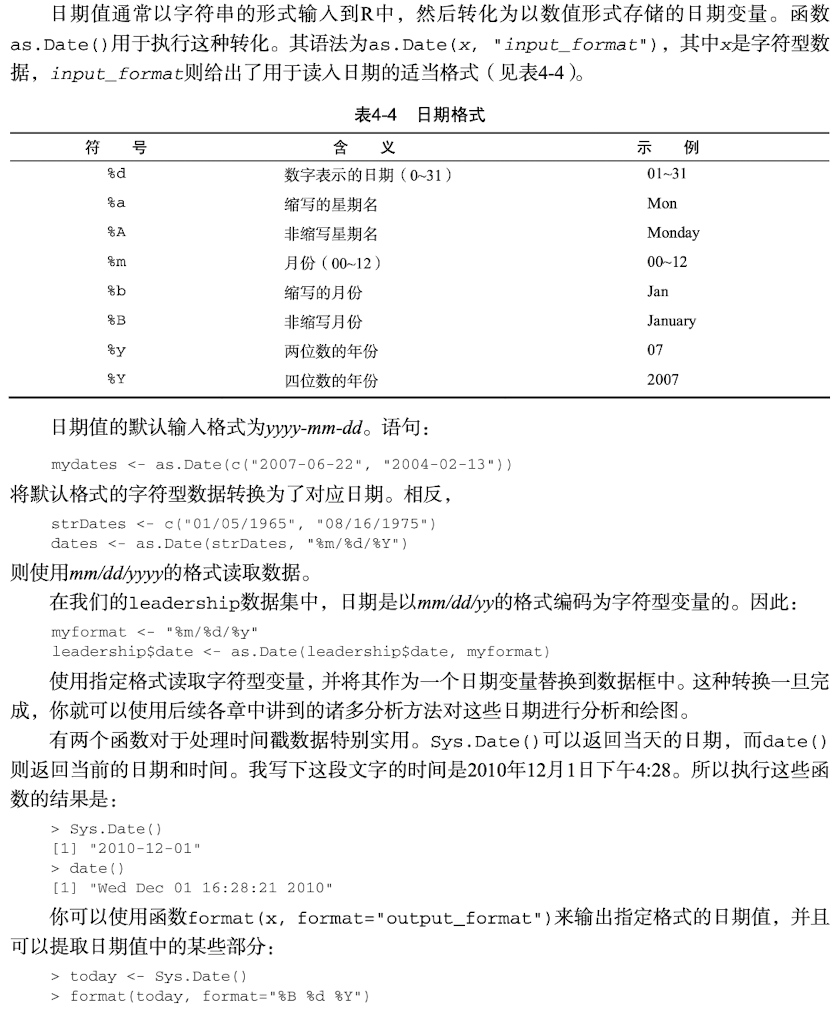 日期值通常以字符串的形式输入到R中，然后转化为以数值形式存储的日期变量。函数
as.Date()用于执行这种转化。其语法为as.Date(x, "input_format")，其中x是字符型数
据，input_format则给出了用于读入日期的适当格式（见表4-4）。
表4-4 日期格式
符 号 含 义 示 例
%d 数字表示的日期（0~31） 01~31
%a 缩写的星期名 Mon
%A 非缩写星期名 Monday
%m 月份（00~12） 00~12
%b 缩写的月份 Jan
%B 非缩写月份 January
%y 两位数的年份 07
%Y 四位数的年份 2007
日期值的默认输入格式为yyyy-mm-dd。语句：
mydates <- as.Date(c("2007-06-22", "2004-02-13"))
将默认格式的字符型数据转换为了对应日期。相反，
strDates <- c("01/05/1965", "08/16/1975")
dates <- as.Date(strDates, "%m/%d/%Y")
则使用mm/dd/yyyy的格式读取数据。
在我们的leadership数据集中，日期是以mm/dd/yy的格式编码为字符型变量的。因此：
myformat <- "%m/%d/%y"
leadership$date <- as.Date(leadership$date, myformat)
使用指定格式读取字符型变量，并将其作为一个日期变量替换到数据框中。这种转换一旦完
成，你就可以使用后续各章中讲到的诸多分析方法对这些日期进行分析和绘图。
有两个函数对于处理时间戳数据特别实用。Sys.Date()可以返回当天的日期，而date()
则返回当前的日期和时间。我写下这段文字的时间是2010年12月1日下午4:28。所以执行这些函
数的结果是：
> Sys.Date()
[1] "2010-12-01"
> date()
[1] "Wed Dec 01 16:28:21 2010"
你可以使用函数format(x, format="output_format")来输出指定格式的日期值，并且
可以提取日期值中的某些部分：
> today <- Sys.Date()
> format(today, format="%B %d %Y")